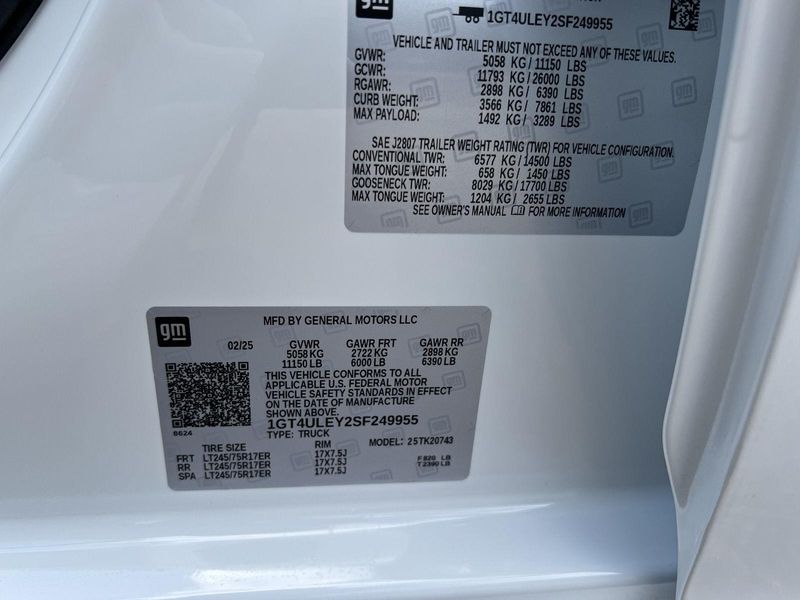 gm
1GT4ULEY2SF249955
VEHICLE AND TRAILER MUST NOT EXCEED ANY OF THESE VALUES.
GVWR: 5058 KG / 11150 LBS
GCWR: 11793 KG / 26000 LBS
RGAWR: 2898 KG / 6390 LBS
CURB WEIGHT: 3566 KG / 7861 LBS
MAX PAYLOAD: 1492 KG / 3289 LBS
SAE J2807 TRAILER WEIGHT RATING (TWR) FOR VEHICLE CONFIGURATION.
CONVENTIONAL TWR: 6577 KG / 14500 LBS
MAX TONGUE WEIGHT: 658 KG / 1450 LBS
GOOSENECK TWR: 8029 KG / 17700 LBS
MAX TONGUE WEIGHT: 1204 KG / 2655 LBS
SEE OWNER'S MANUAL FOR MORE INFORMATION
gm
MFD BY GENERAL MOTORS LLC
02/25 GVWR GAWR FRT GAWR RR
5058 KG 2722 KG 2898 KG
11150 LB 6000 LB 6390 LB
THIS VEHICLE CONFORMS TO ALL
APPLICABLE U.S. FEDERAL MOTOR
VEHICLE SAFETY STANDARDS IN EFFECT
ON THE DATE OF MANUFACTURE
SHOWN ABOVE.
1GT4ULEY2SF249955
8624
TYPE: TRUCK MODEL: 25TK20743
TIRE SIZE RIM
FRT LT245/75R17ER 17X7.5J F 820 LB
RR LT245/75R17ER 17X7.5J T 2390 LB
SPA LT245/75R17ER 17X7.5J